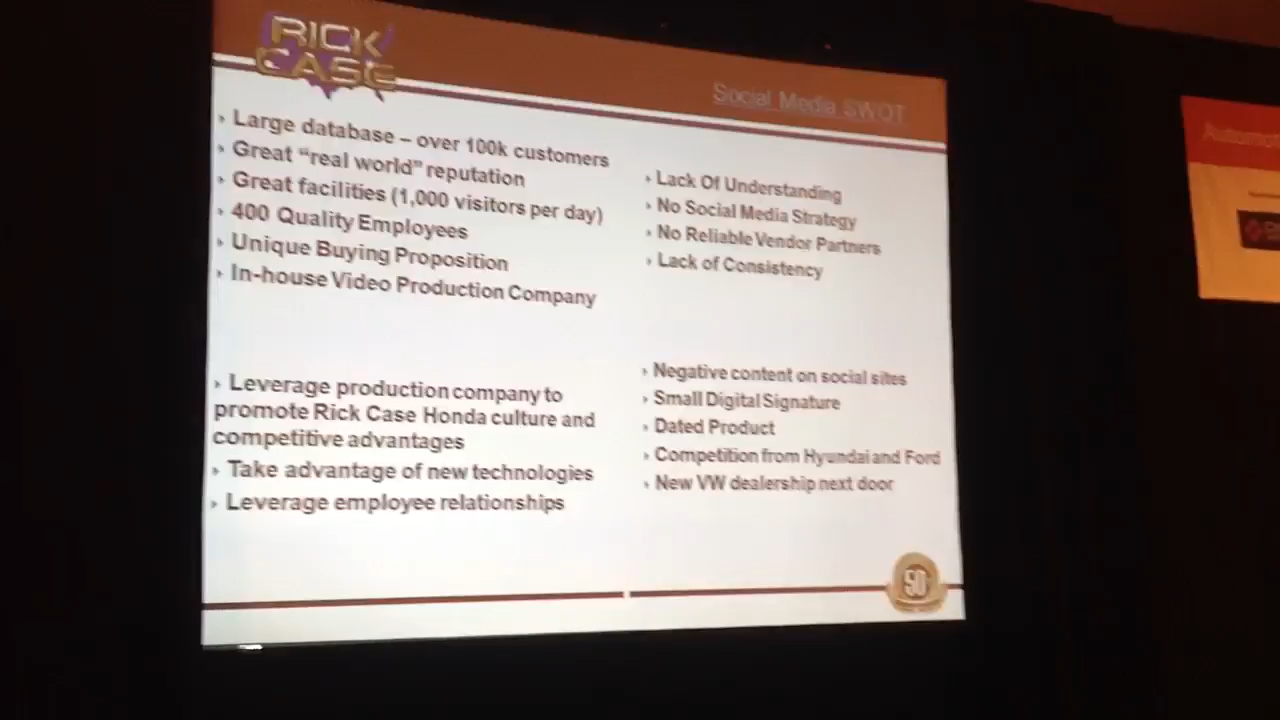 RICK
CASE
Social Media SWOT
Large database – over 100k customers
Great “real world” reputation
Great facilities (1,000 visitors per day)
400 Quality Employees
Unique Buying Proposition
In-house Video Production Company
Lack Of Understanding
No Social Media Strategy
No Reliable Vendor Partners
Lack of Consistency
Leverage production company to
promote Rick Case Honda culture and
competitive advantages
Take advantage of new technologies
Leverage employee relationships
Negative content on social sites
Small Digital Signature
Dated Product
Competition from Hyundai and Ford
New VW dealership next door